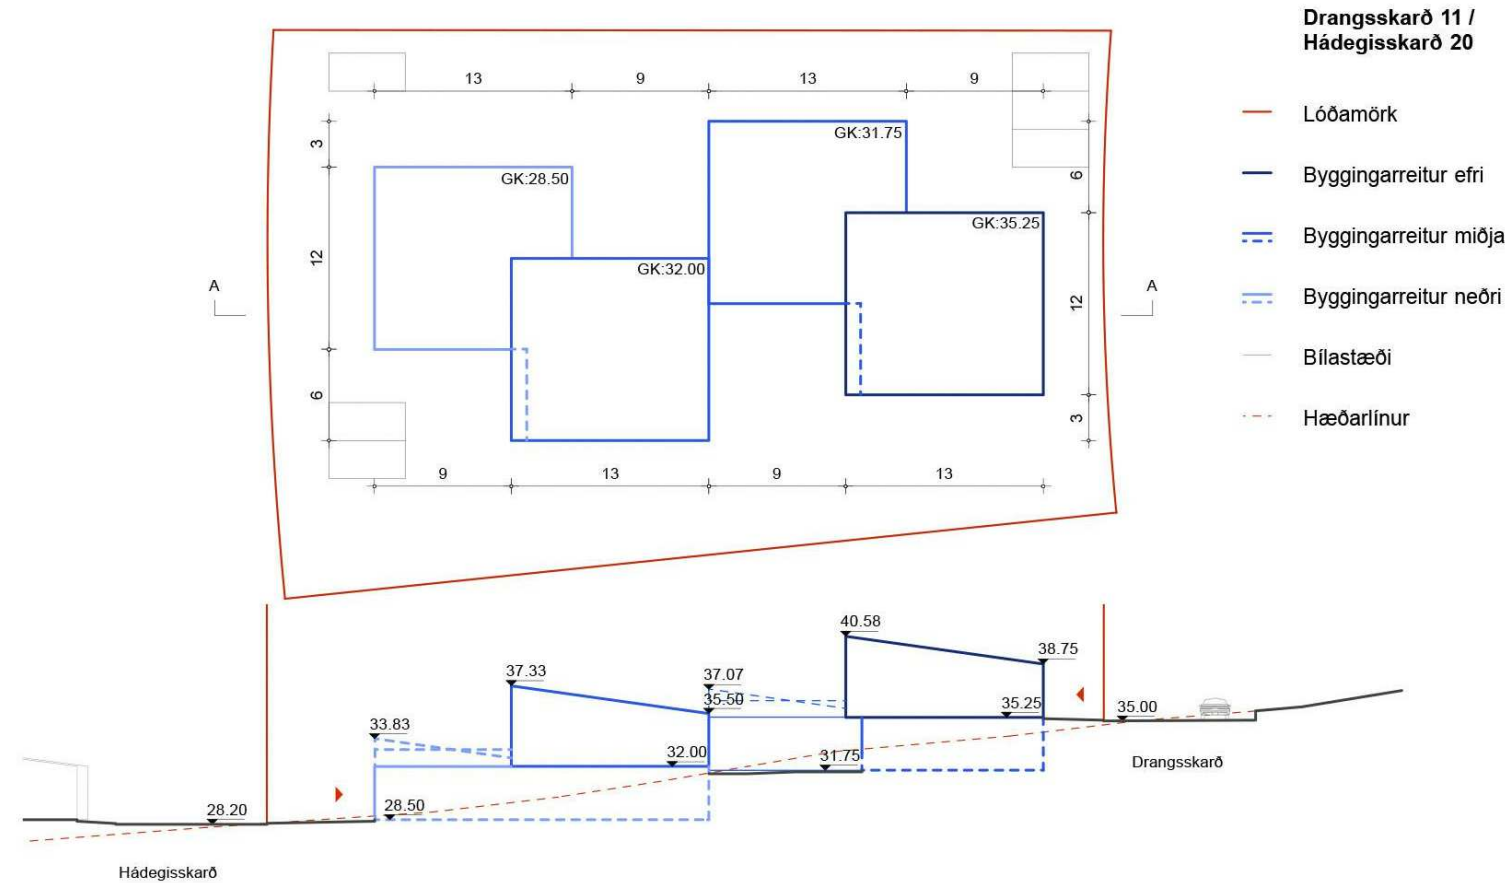 Drangsskarð 11 /
Hádegisskarð 20
Lóðamörk
Byggingarreitur efri
Byggingarreitur miðja
Byggingarreitur neðri
Bílastæði
Hæðarlínur
13
9
13
9
3
12
6
6
12
3
GK:28.50
GK:31.75
GK:32.00
GK:35.25
A
A
9
13
9
13
40.58
38.75
37.33
37.07
35.50
35.25
35.00
33.83
32.00
31.75
28.50
28.20
Drangsskarð
Hádegisskarð